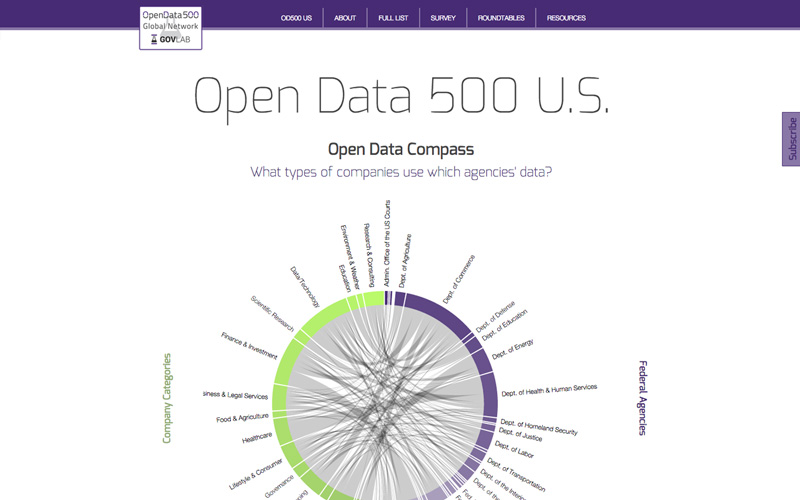 OpenData500
Global Network
GOVLAB
OD500 US
ABOUT
FULL LIST
SURVEY
ROUNDTABLES
RESOURCES
Open Data 500 U.S.
Subscribe
Open Data Compass
What types of companies use which agencies' data?
Company Categories
Research & Consulting
Environment & Weather
Education
Data/Technology
Scientific Research
Finance & Investment
siness & Legal Services
Food & Agriculture
Healthcare
Lifestyle & Consumer
Governance
Admin. Office of the US Courts
Dept. of Agriculture
Dept. of Commerce
Dept. of Defense
Dept. of Education
Dept. of Energy
Dept. of Health & Human Services
Dept. of Homeland Security
Dept. of Justice
Dept. of Labor
Dept. of Transportation
Dept. of the Inter
Dept. of the
Federal Agencies